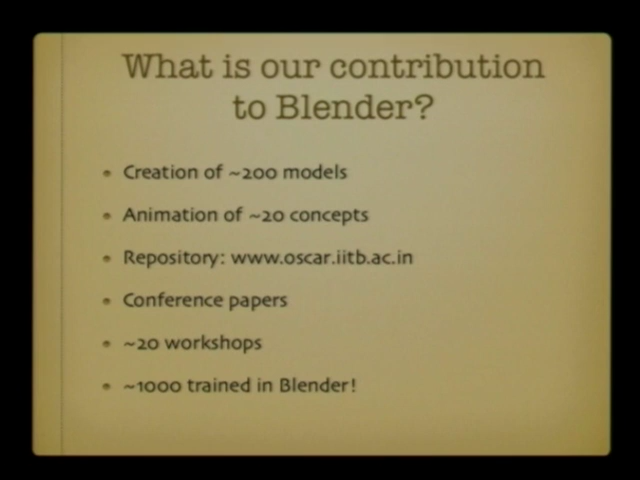 What is our contribution
to Blender?
• Creation of ~200 models
• Animation of ~20 concepts
• Repository: www.oscar.iitb.ac.in
• Conference papers
• ~20 workshops
• ~1000 trained in Blender!